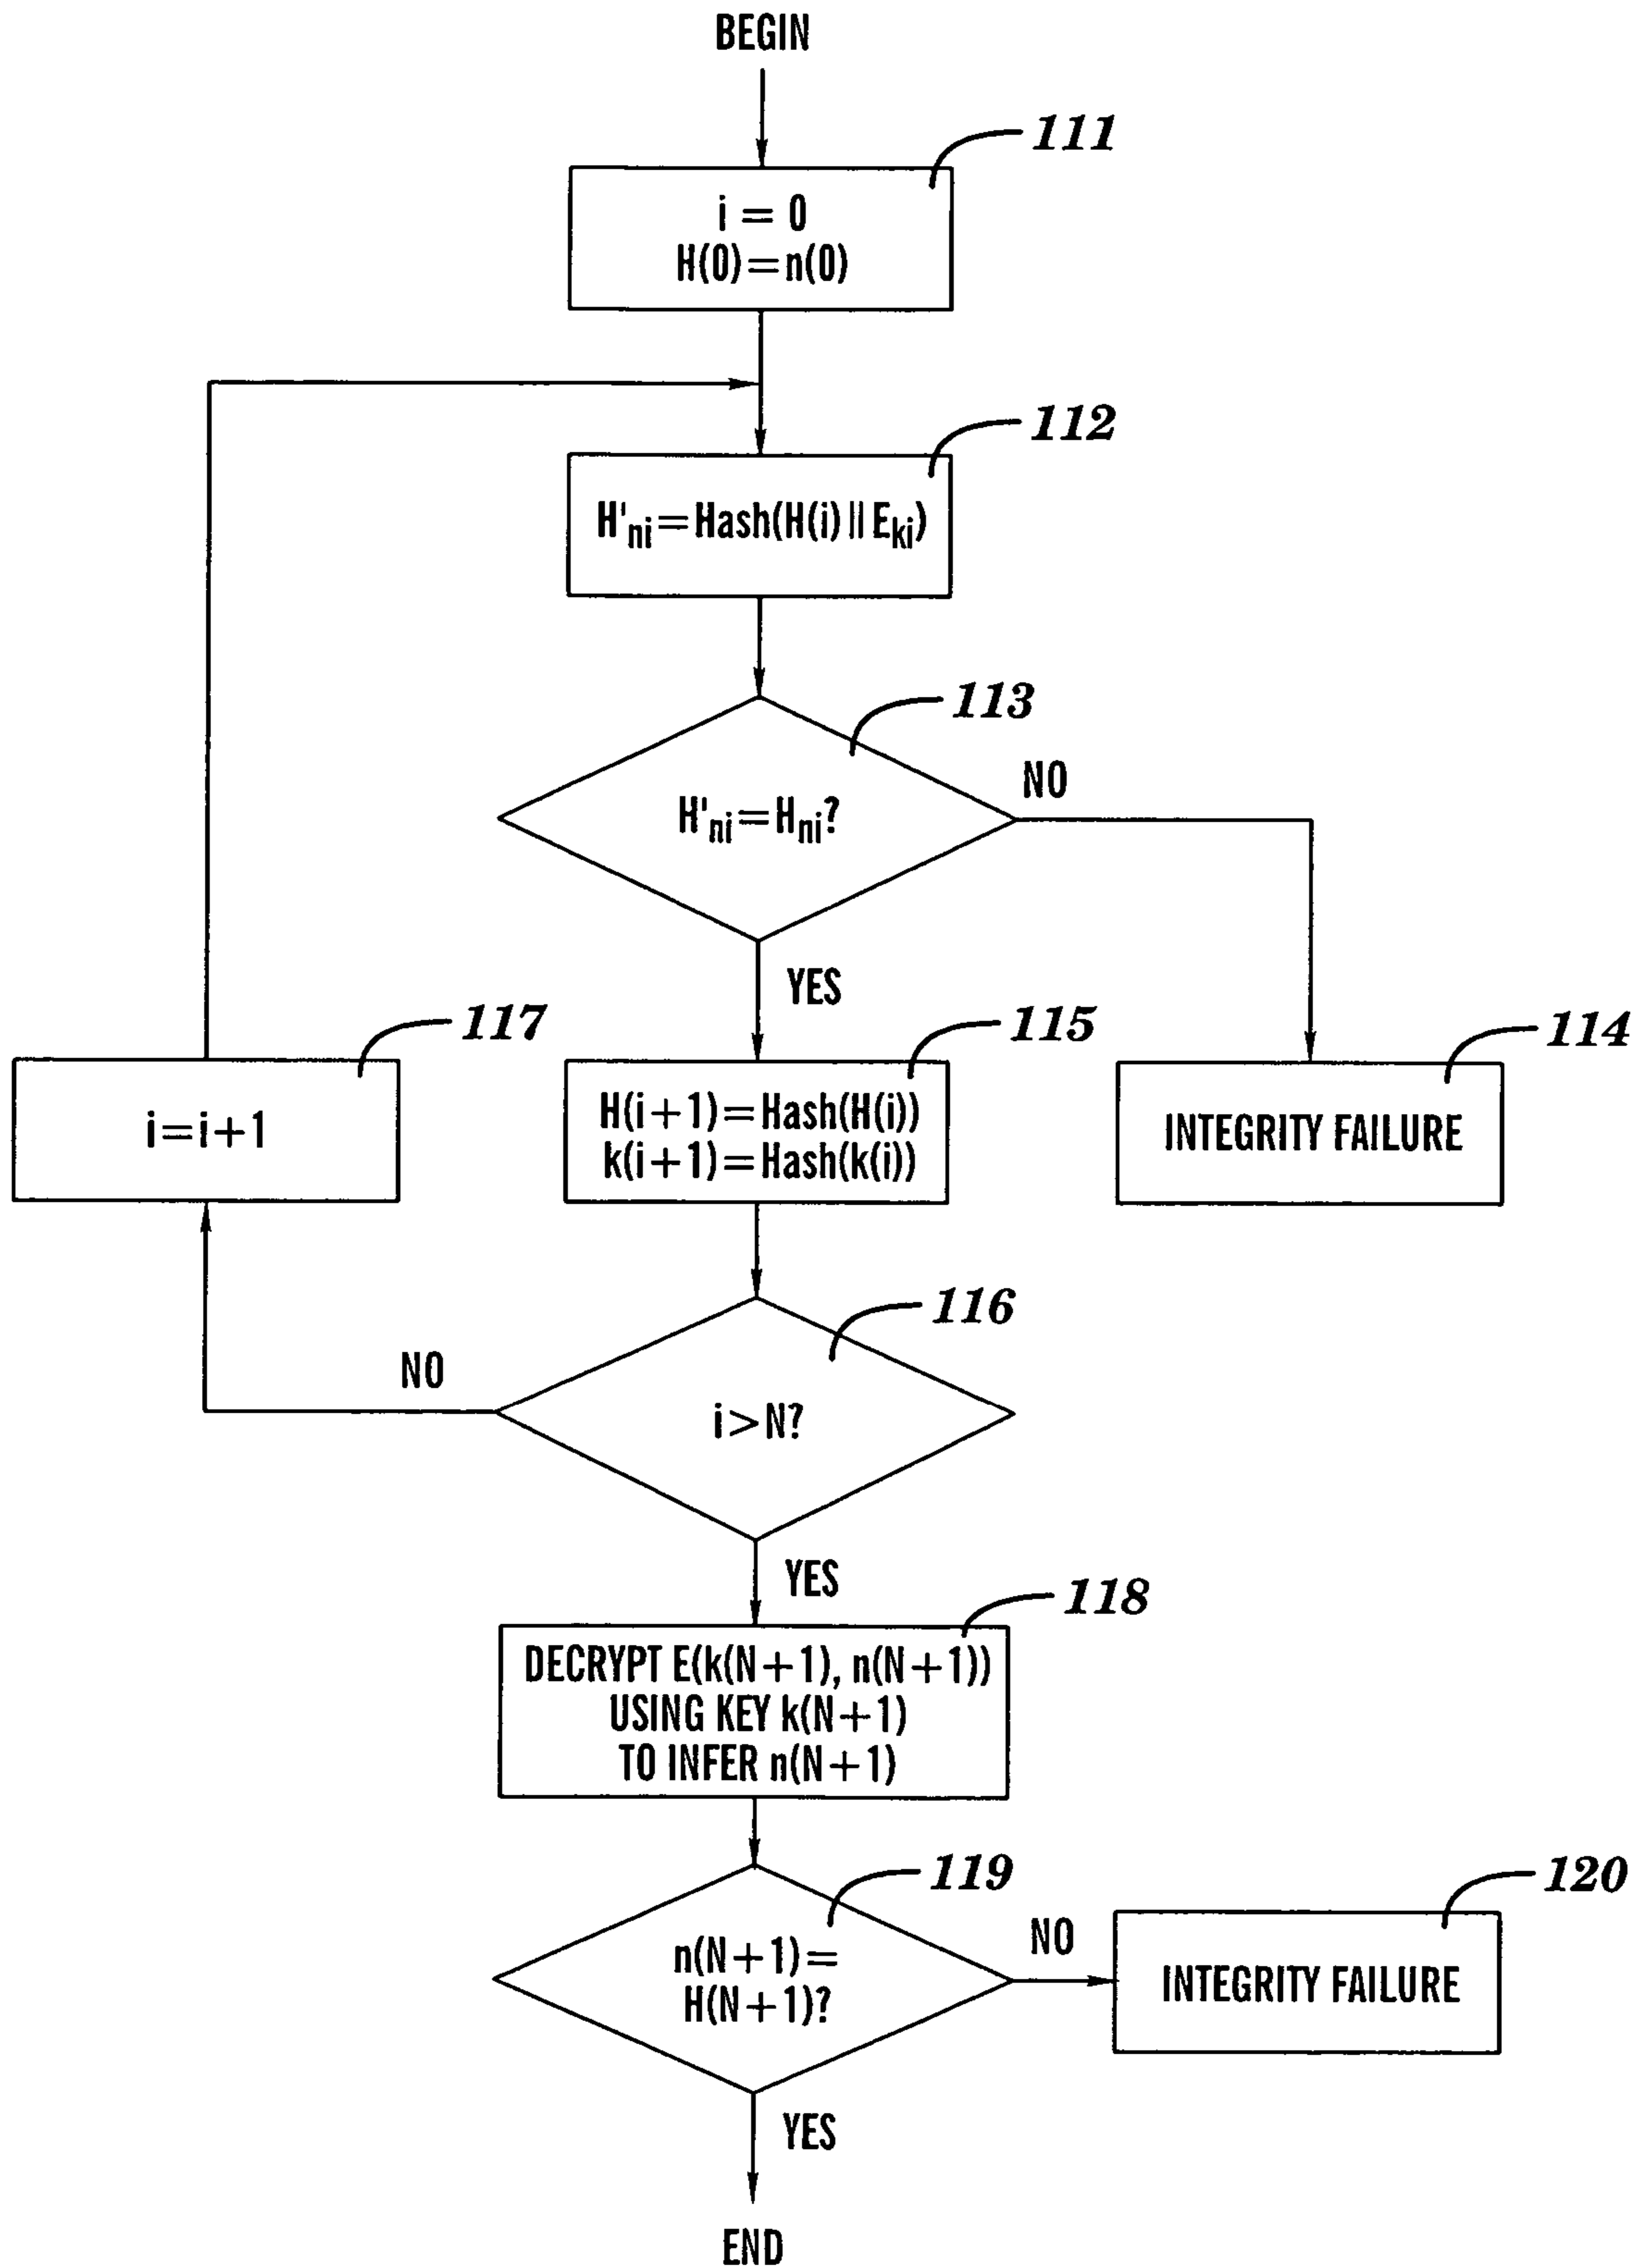 BEGIN
111
i = 0
H(0)=n(0)
112
H'ni=Hash(H(i)||Eki)
113
H'ni=Hni?
NO
YES
117
115
114
i=i+1
H(i+1)=Hash(H(i))
k(i+1)=Hash(k(i))
INTEGRITY FAILURE
116
NO
i>N?
YES
118
DECRYPT E(k(N+1), n(N+1))
USING KEY k(N+1)
TO INFER n(N+1)
119
120
n(N+1)=
H(N+1)?
NO
INTEGRITY FAILURE
YES
END